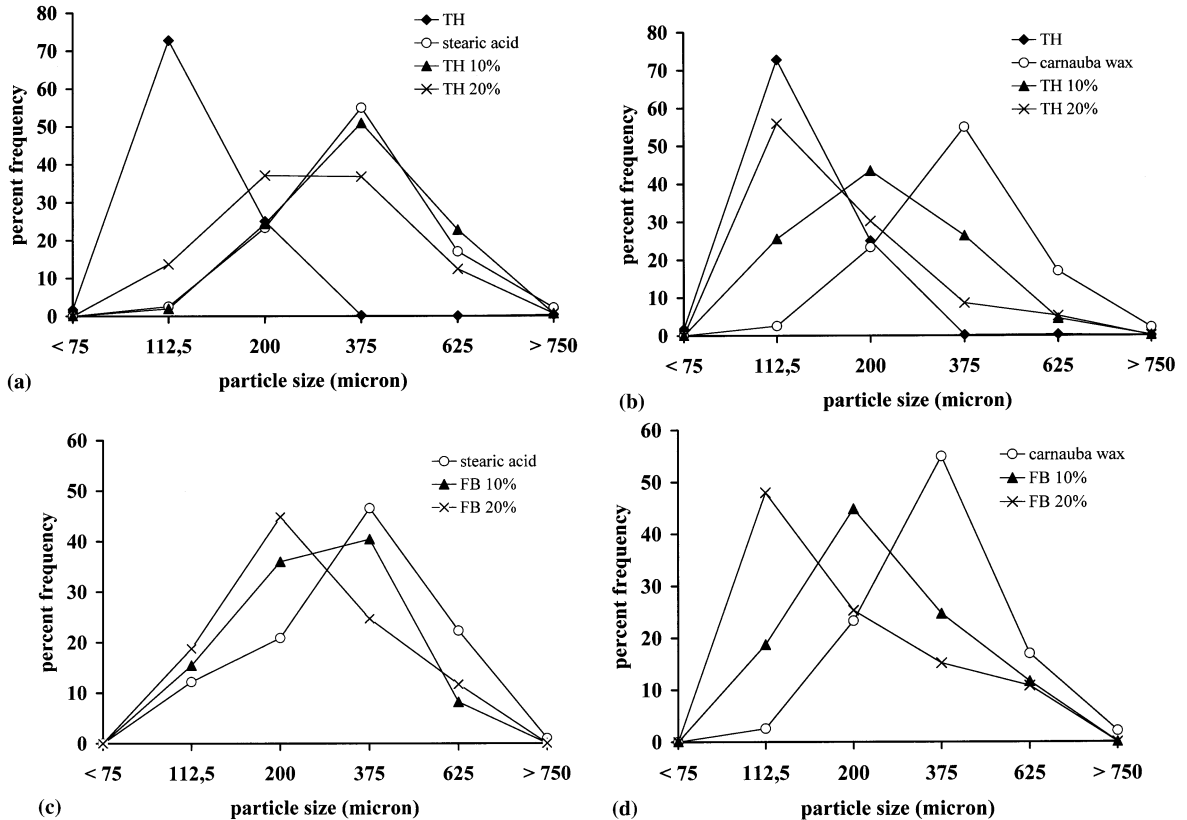 80
70
60
50
40
30
20
10
0
percent frequency
TH
stearic acid
TH 10%
TH 20%
< 75 112,5 200 375 625 > 750
particle size (micron)
(a)
80
70
60
50
40
30
20
10
0
percent frequency
TH
carnauba wax
TH 10%
TH 20%
< 75 112,5 200 375 625 > 750
particle size (micron)
(b)
60
50
40
30
20
10
0
percent frequency
stearic acid
FB 10%
FB 20%
< 75 112,5 200 375 625 > 750
particle size (micron)
(c)
60
50
40
30
20
10
0
percent frequency
carnauba wax
FB 10%
FB 20%
< 75 112,5 200 375 625 > 750
particle size (micron)
(d)